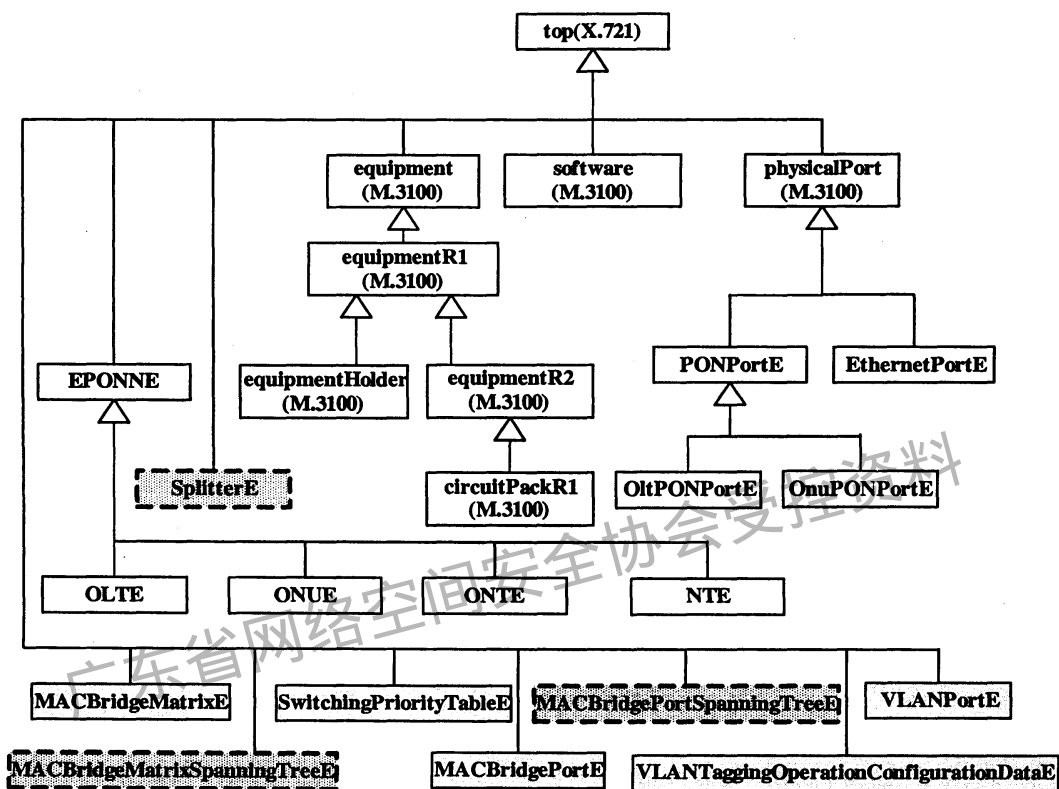 top(X.721)
equipment
(M.3100)
software
(M.3100)
physicalPort
(M.3100)
equipmentR1
(M.3100)
EPONNE
equipmentHolder
(M.3100)
equipmentR2
(M.3100)
PONPortE
EthernetPortE
SplitterE
circuitPackR1
(M.3100)
OltPONPortE
OnuPONPortE
OLTE
ONUE
ONTE
NTE
MACBridgeMatrixE
SwitchingPriorityTableE
MACBridgePortSpanningTreeE
VLANPortE
MACBridgeMatrixSpanningTreeE
MACBridgePortE
VLANTaggingOperationConfigurationDataE
广东省网络空间安全协会受控资料